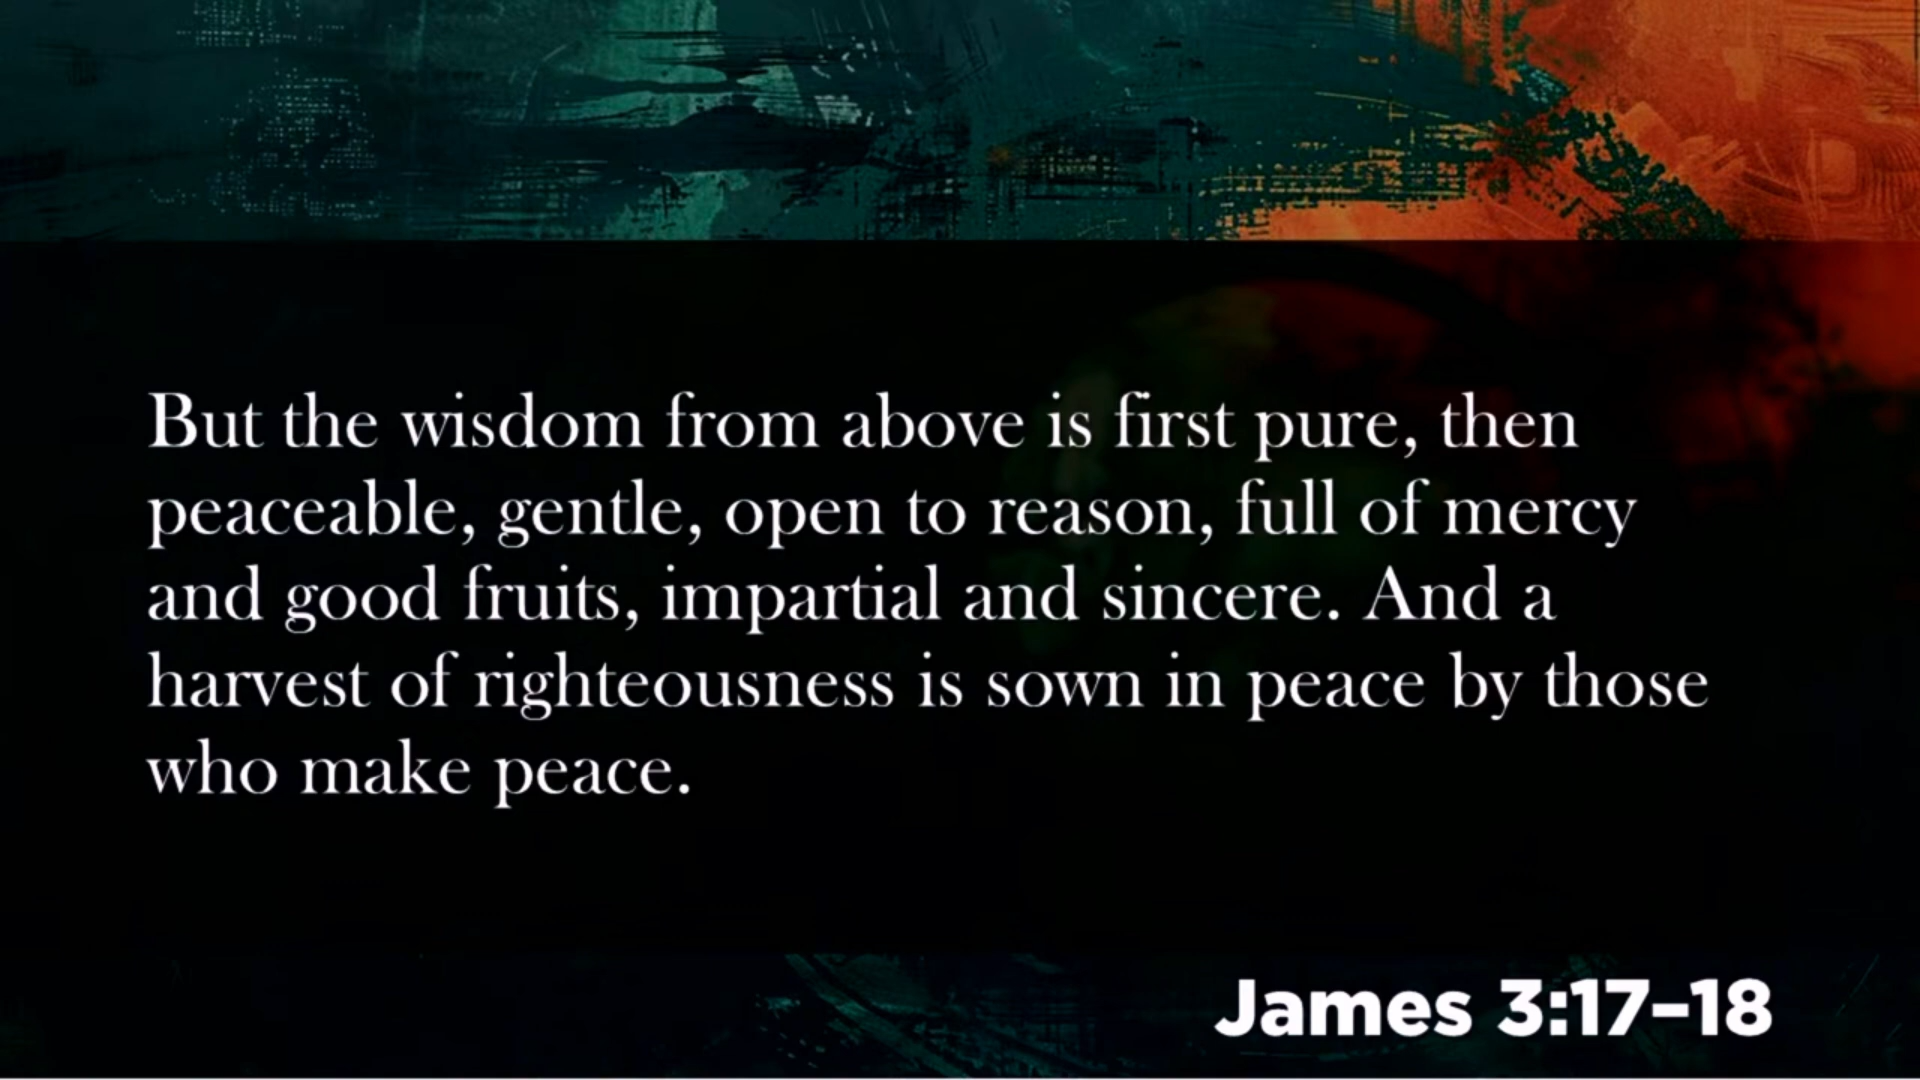 But the wisdom from above is first pure, then
peaceable, gentle, open to reason, full of mercy
and good fruits, impartial and sincere. And a
harvest of righteousness is sown in peace by those
who make peace.
James 3:17–18